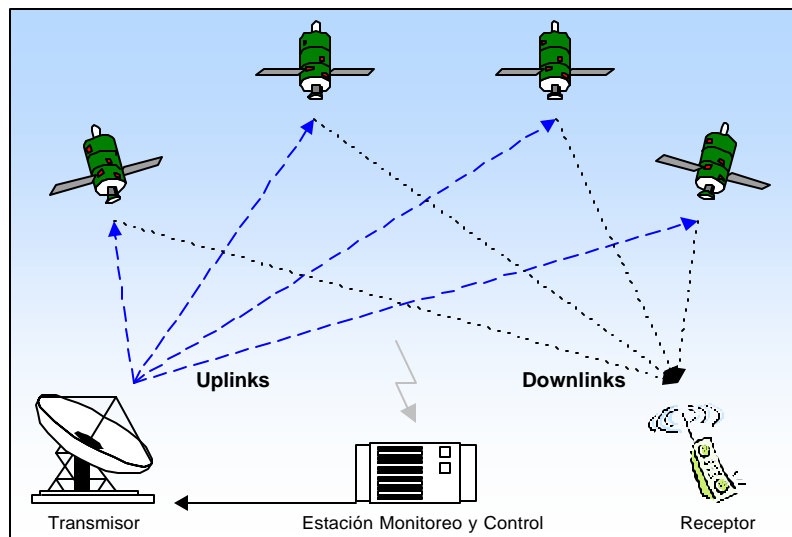 Uplinks
Downlinks
Transmisor
Estación Monitoreo y Control
Receptor